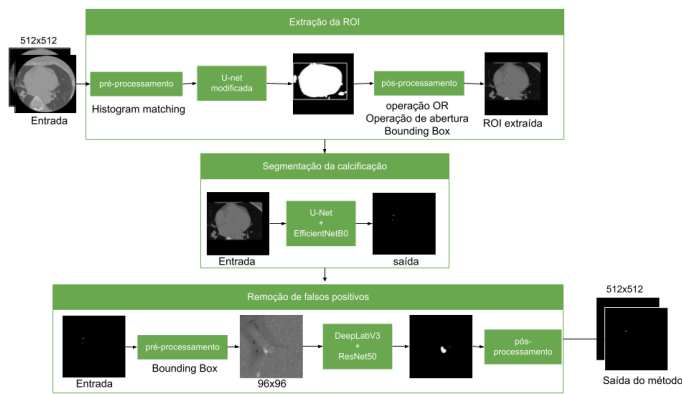 Extração da ROI
512x512
pré-processamento
U-net
modificada
pós-processamento
Entrada
Histogram matching
operação OR
Operação de abertura
Bounding Box
ROI extraída
Segmentação da calcificação
U-Net
+
EfficientNetB0
Entrada
saída
Remoção de falsos positivos
512x512
pré-processamento
DeepLabV3
+
ResNet50
pós-
processamento
Entrada
Bounding Box
96x96
Saída do método